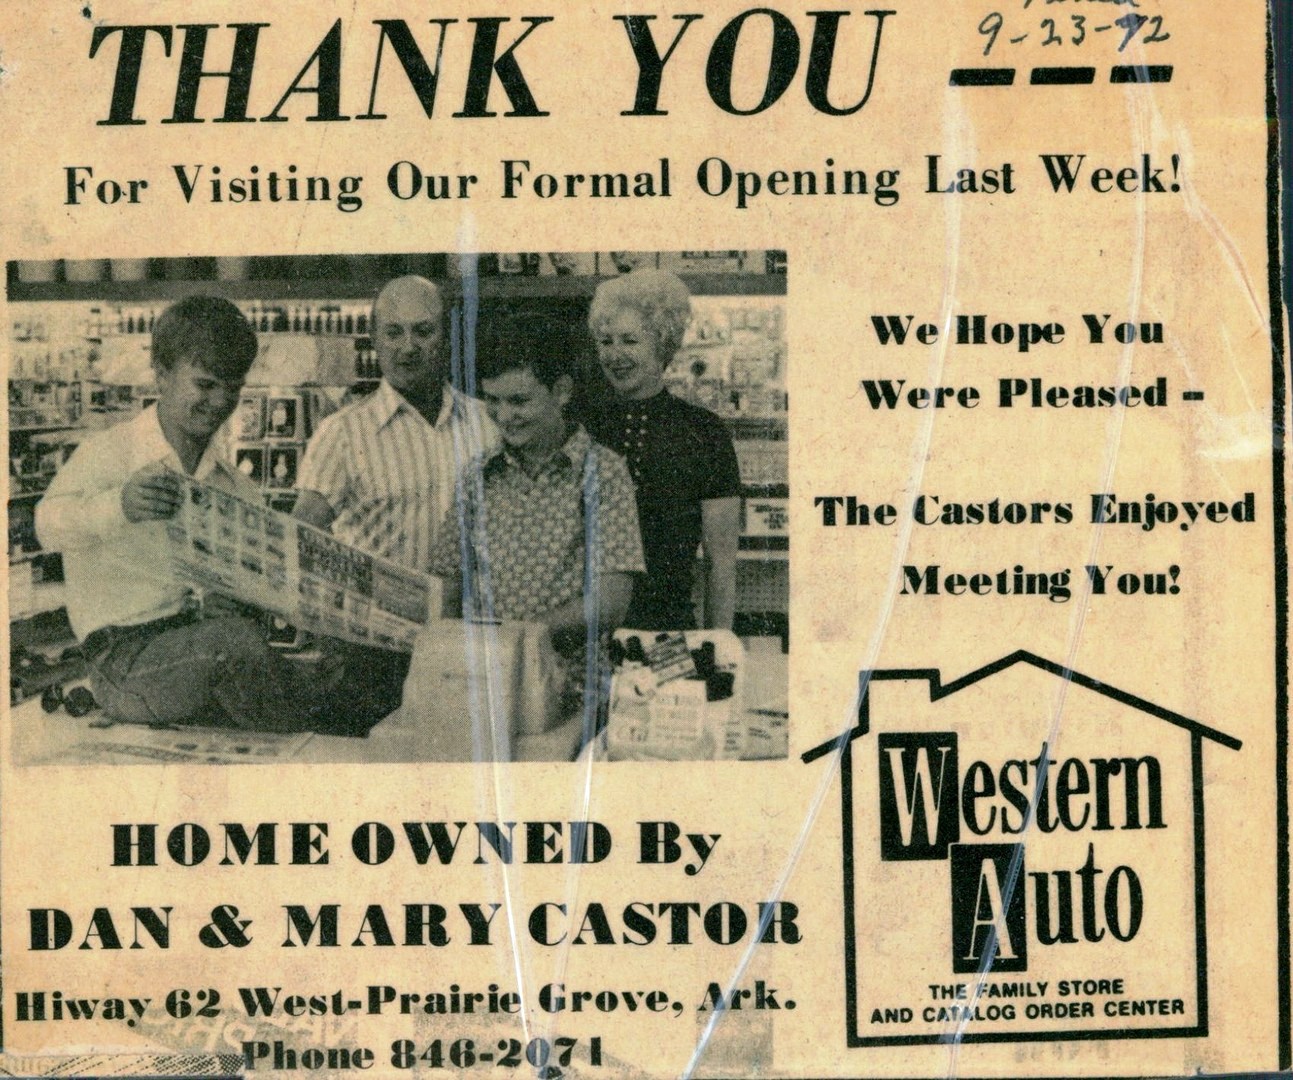 9-23-72
THANK YOU
For Visiting Our Formal Opening Last Week!
We Hope You
Were Pleased -
The Castors Enjoyed
Meeting You!
Western
Auto
THE FAMILY STORE
AND CATALOG ORDER CENTER
HOME OWNED By
DAN & MARY CASTOR
Hiway 62 West-Prairie Grove, Ark.
Phone 846-2071